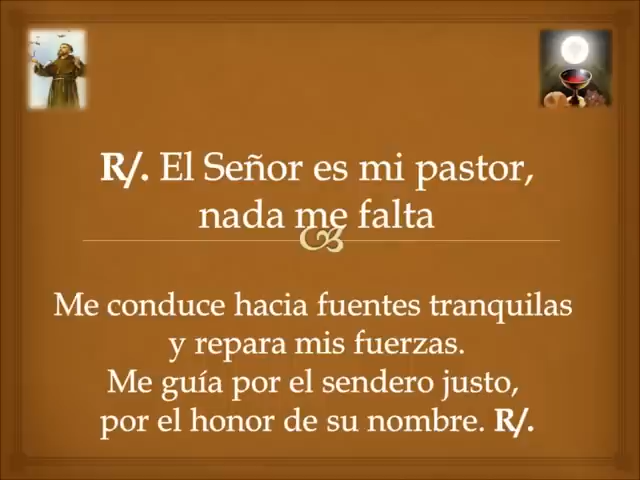 R/. El Señor es mi pastor,
nada me falta
Me conduce hacia fuentes tranquilas
y repara mis fuerzas.
Me guía por el sendero justo,
por el honor de su nombre. R/.